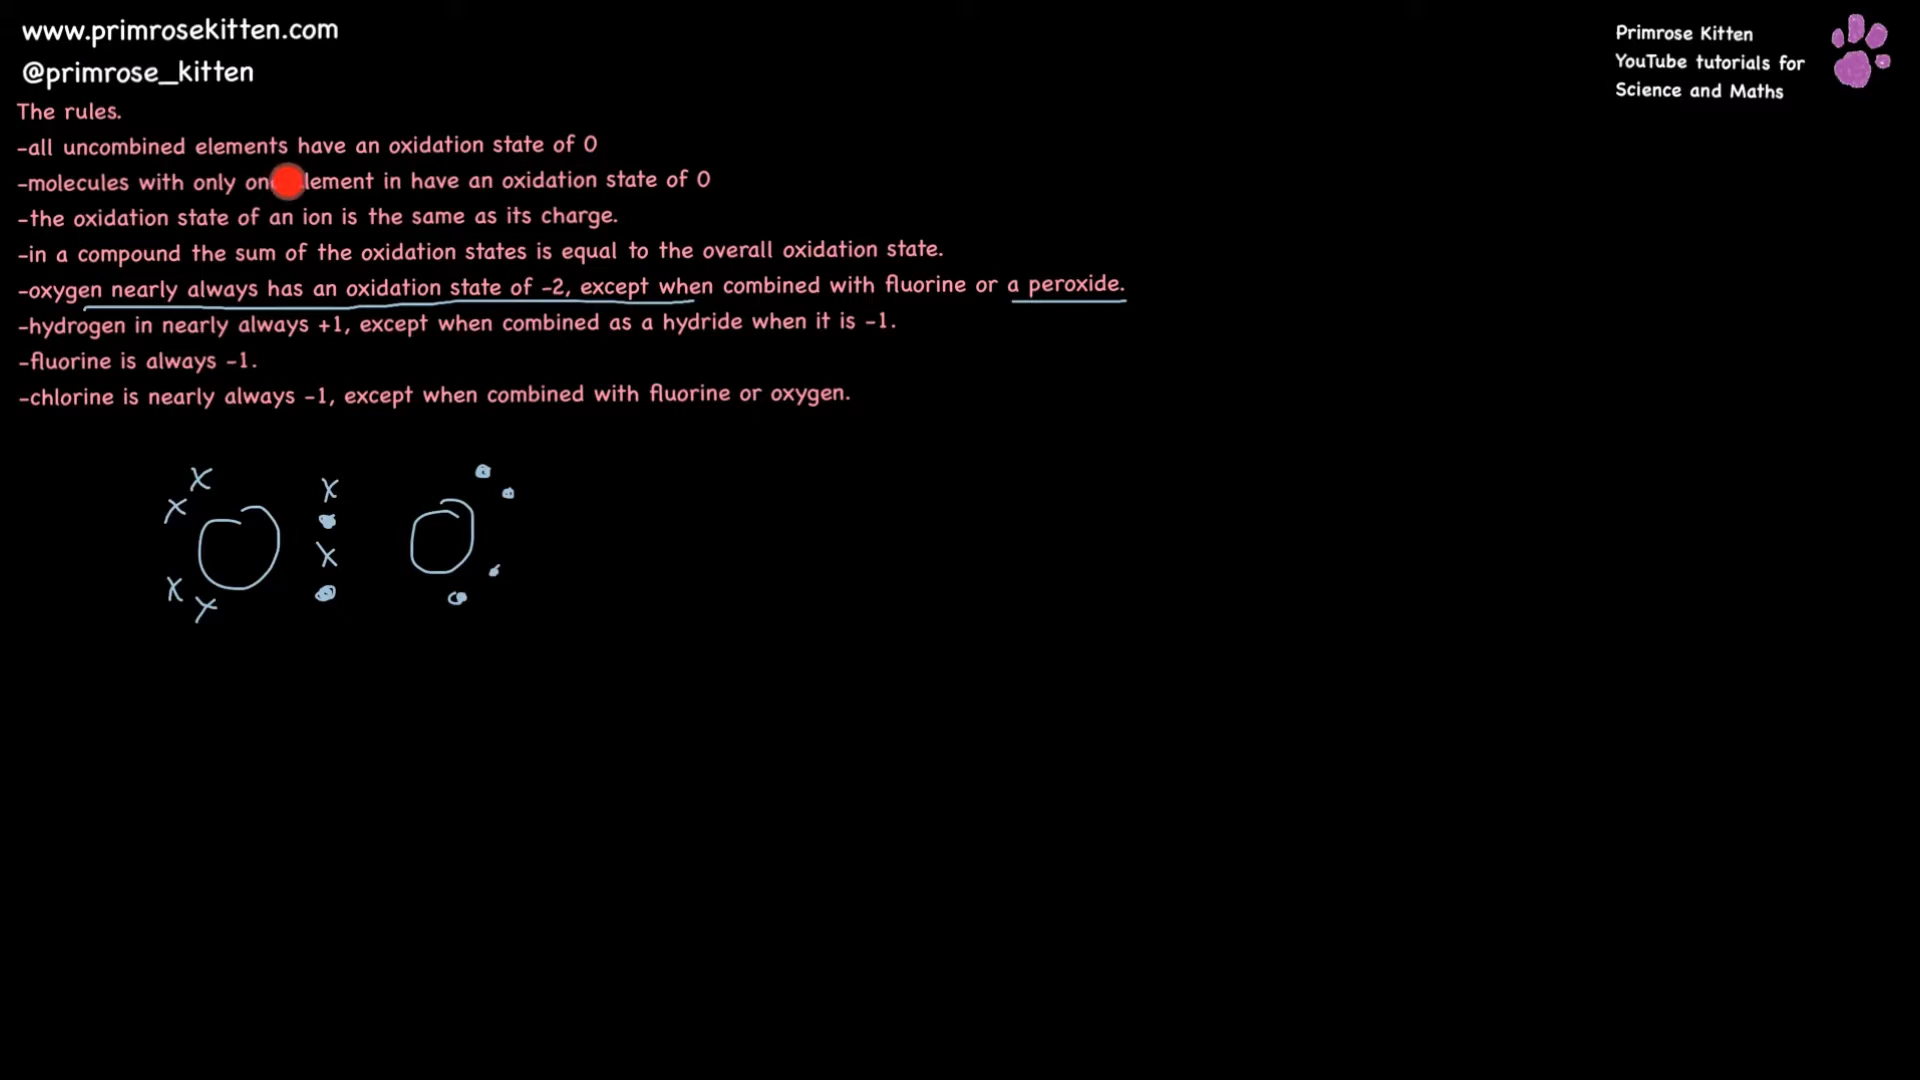 www.primrosekitten.com
@primrose_kitten
Primrose Kitten
YouTube tutorials for
Science and Maths
The rules.
-all uncombined elements have an oxidation state of 0
-molecules with only on lement in have an oxidation state of 0
-the oxidation state of an ion is the same as its charge.
-in a compound the sum of the oxidation states is equal to the overall oxidation state.
-oxygen nearly always has an oxidation state of -2, except when combined with fluorine or a peroxide.
-hydrogen in nearly always +1, except when combined as a hydride when it is -1.
-fluorine is always -1.
-chlorine is nearly always -1, except when combined with fluorine or oxygen.